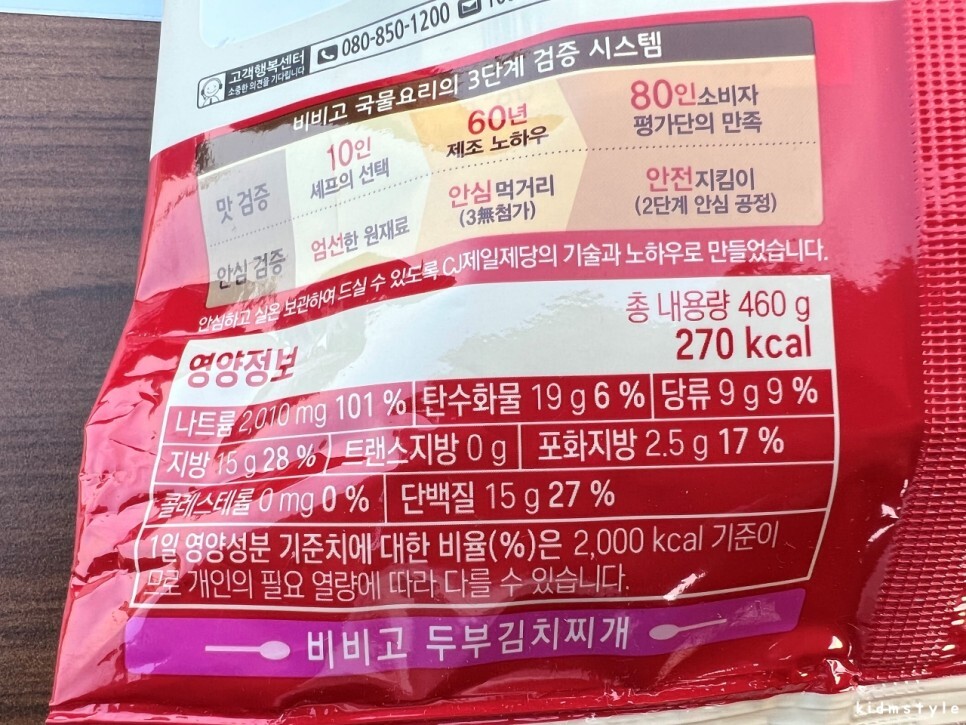 고객행복센터
소중한 의견을 기다립니다
080-850-1200
비비고 국물요리의 3단계 검증 시스템
맛 검증
10인
셰프의 선택
60년
제조 노하우
80인소비자
평가단의 만족
안심 검증
엄선한 원재료
안심먹거리
(3無첨가)
안전지킴이
(2단계 안심 공정)
안심하고 실온 보관하여 드실 수 있도록 CJ제일제당의 기술과 노하우로 만들었습니다.
영양정보
총 내용량 460 g
270 kcal
나트륨 2,010 mg 101 % 탄수화물 19 g 6 % 당류 9 g 9 %
지방 15 g 28 % 트랜스지방 0 g 포화지방 2.5 g 17 %
콜레스테롤 0 mg 0 % 단백질 15 g 27 %
1일 영양성분 기준치에 대한 비율(%)은 2,000 kcal 기준이
므로 개인의 필요 열량에 따라 다를 수 있습니다.
비비고 두부김치찌개
kidmstyle